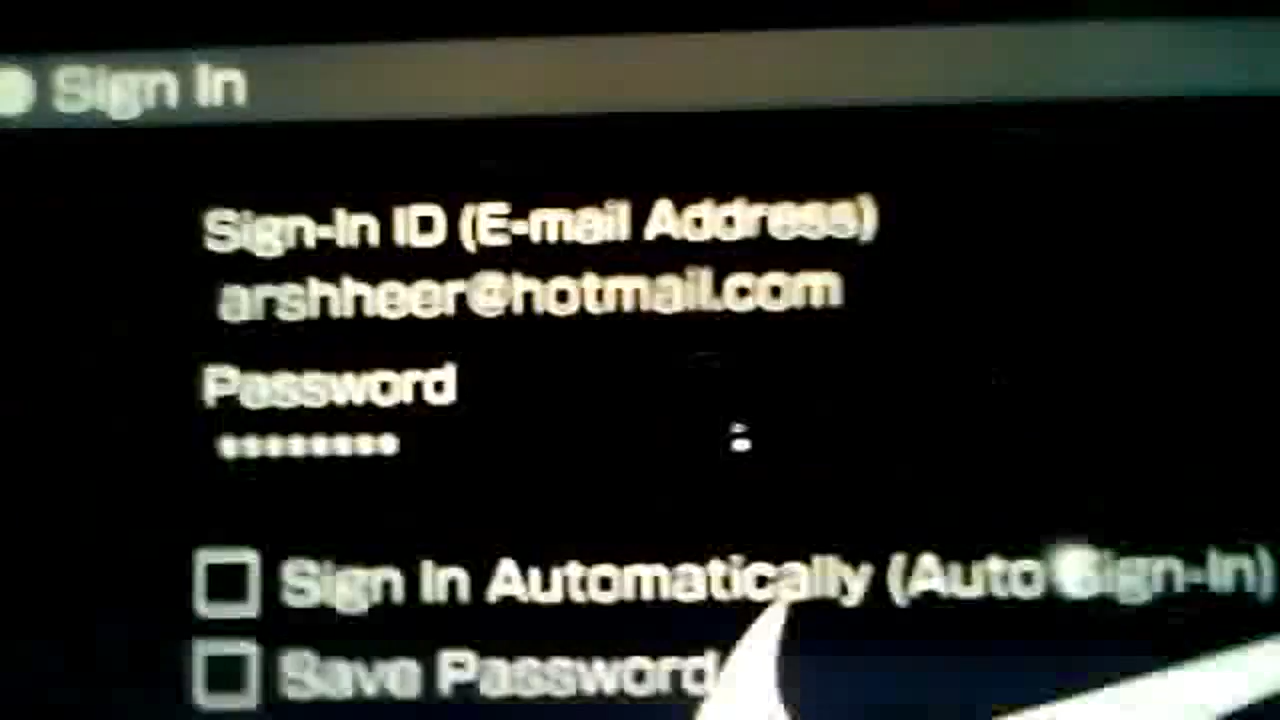 Sign In
Sign-In ID (E-mail Address)
arshheer@hotmail.com
Password
•••••••••
Sign In Automatically (Auto Sign-In)
Save Password